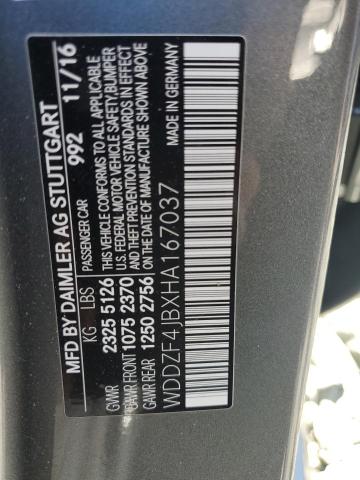 MFD BY DAIMLER AG STUTTGART
PASSENGER CAR 992 11/16
KG LBS
GVWR 2325 5126
GAWR FRONT 1075 2370
GAWR REAR 1250 2756
THIS VEHICLE CONFORMS TO ALL APPLICABLE
U.S. FEDERAL MOTOR VEHICLE SAFETY, BUMPER
AND THEFT PREVENTION STANDARDS IN EFFECT
ON THE DATE OF MANUFACTURE SHOWN ABOVE
WDDZF4JBXHA167037
MADE IN GERMANY